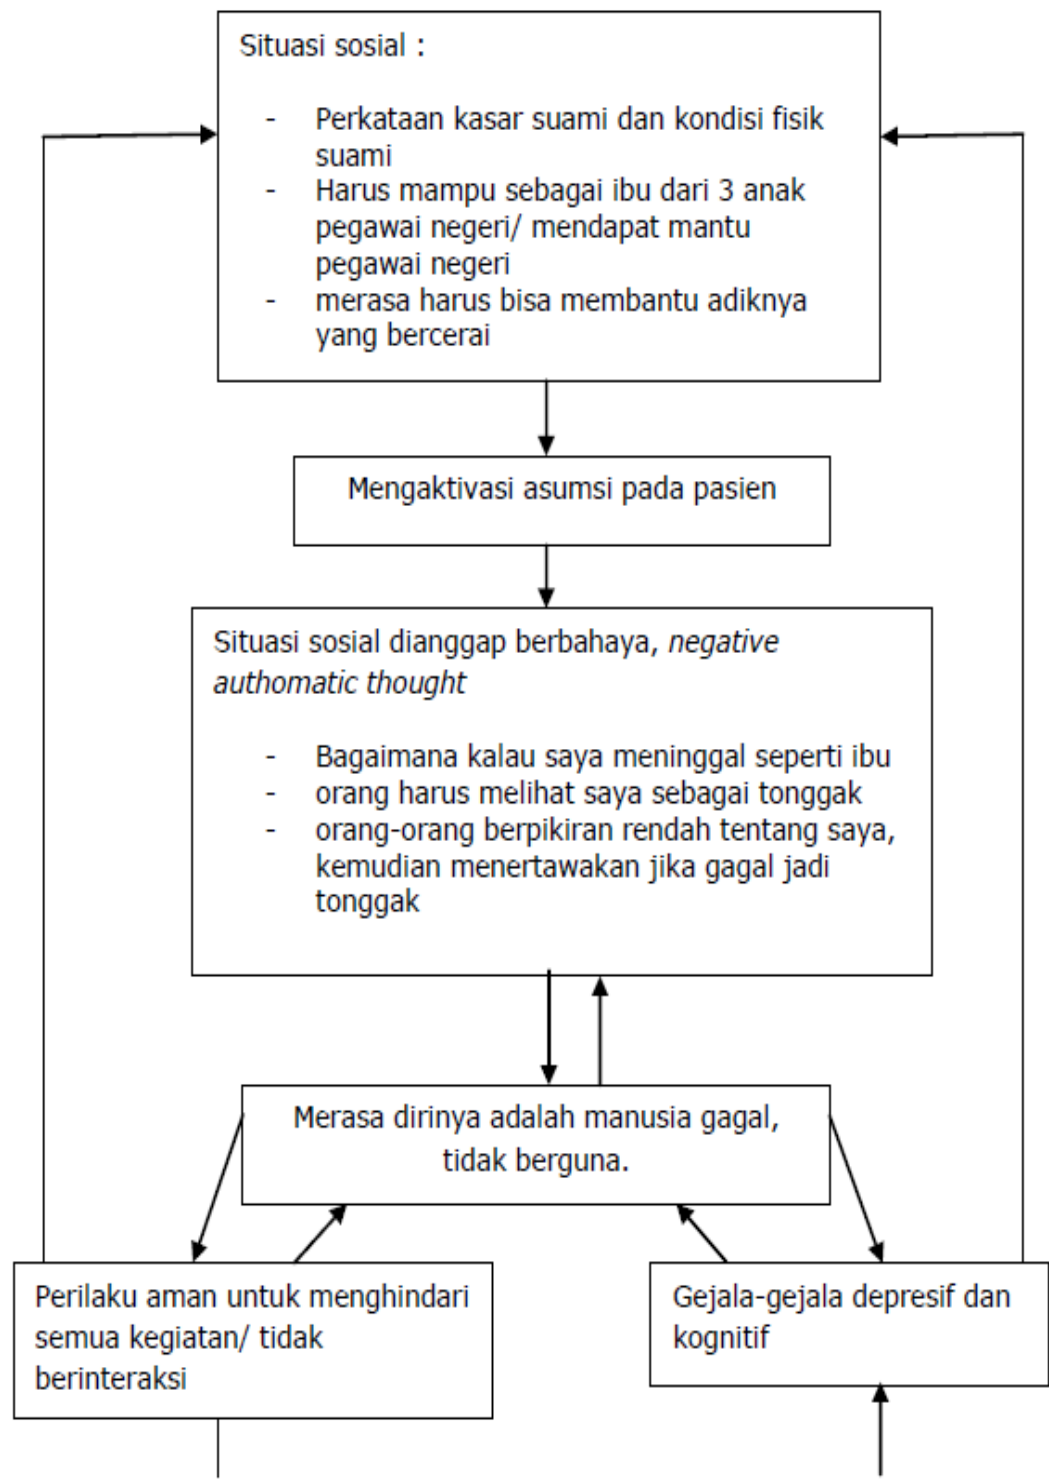 Situasi sosial :
- Perkataan kasar suami dan kondisi fisik
suami
- Harus mampu sebagai ibu dari 3 anak
pegawai negeri/ mendapat mantu
pegawai negeri
- merasa harus bisa membantu adiknya
yang bercerai
Mengaktivasi asumsi pada pasien
Situasi sosial dianggap berbahaya, negative
authomatic thought
- Bagaimana kalau saya meninggal seperti ibu
- orang harus melihat saya sebagai tonggak
- orang-orang berpikiran rendah tentang saya,
kemudian menertawakan jika gagal jadi
tonggak
Merasa dirinya adalah manusia gagal,
tidak berguna.
Perilaku aman untuk menghindari
semua kegiatan/ tidak
berinteraksi
Gejala-gejala depresif dan
kognitif